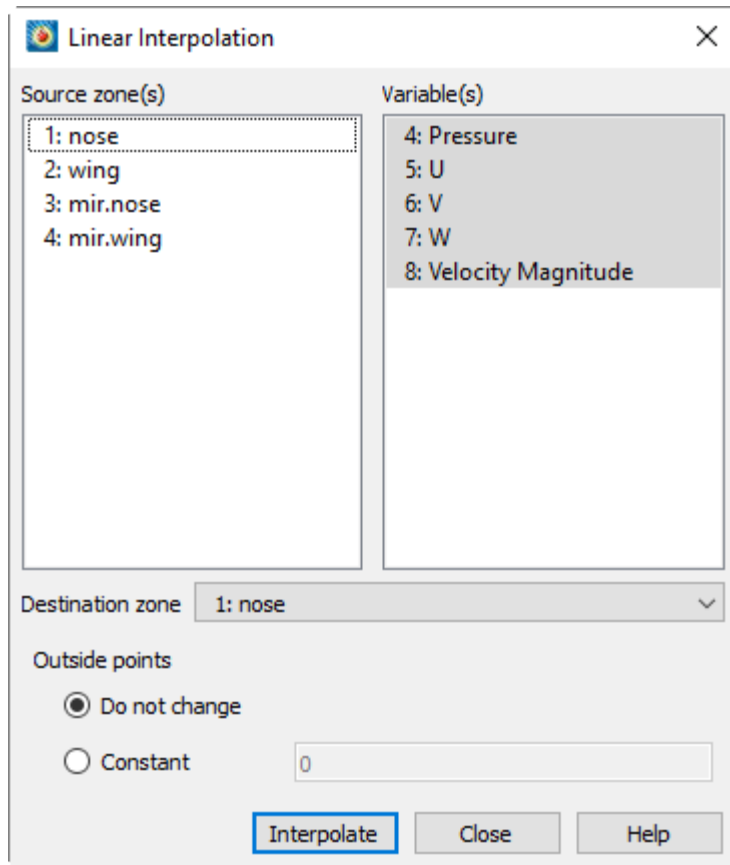 Linear Interpolation
Source zone(s)
Variable(s)
1: nose
2: wing
3: mir.nose
4: mir.wing
4: Pressure
5: U
6: V
7: W
8: Velocity Magnitude
Destination zone 1: nose
Outside points
Do not change
Constant 0
Interpolate Close Help